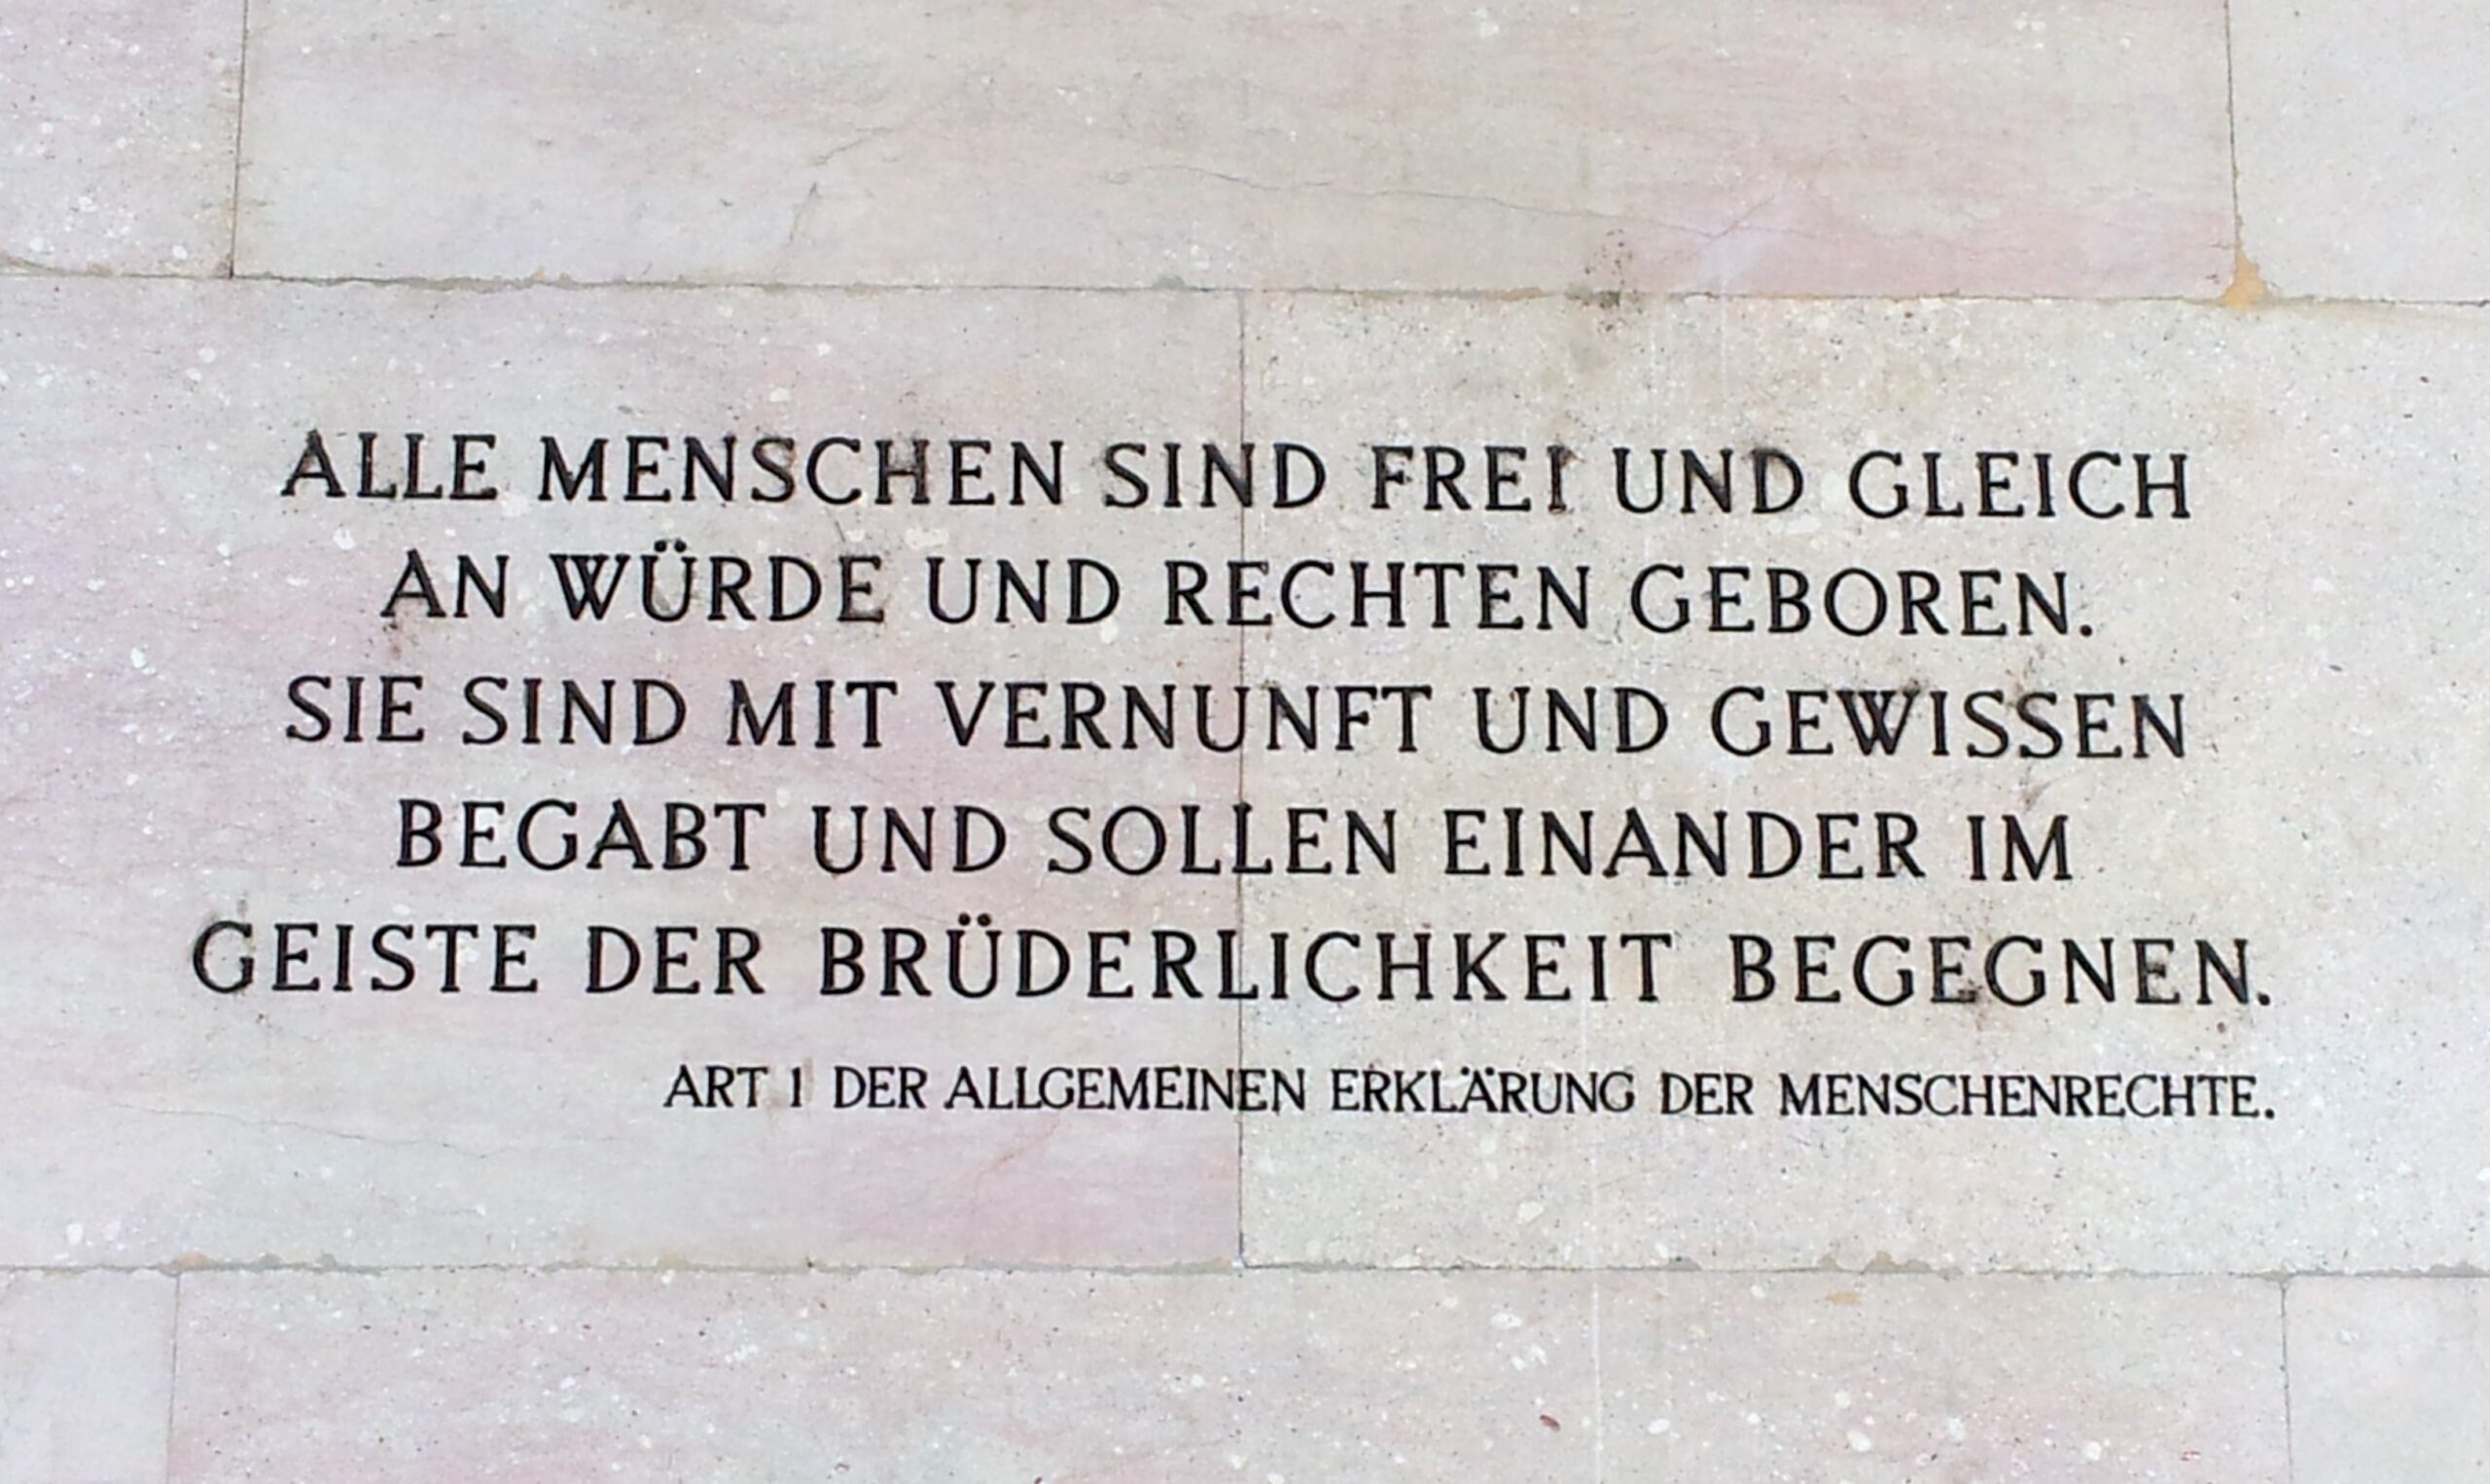 ALLE MENSCHEN SIND FREI UND GLEICH
AN WÜRDE UND RECHTEN GEBOREN.
SIE SIND MIT VERNUNFT UND GEWISSEN
BEGABT UND SOLLEN EINANDER IM
GEISTE DER BRÜDERLICHKEIT BEGEGNEN.
ART 1 DER ALLGEMEINEN ERKLÄRUNG DER MENSCHENRECHTE.